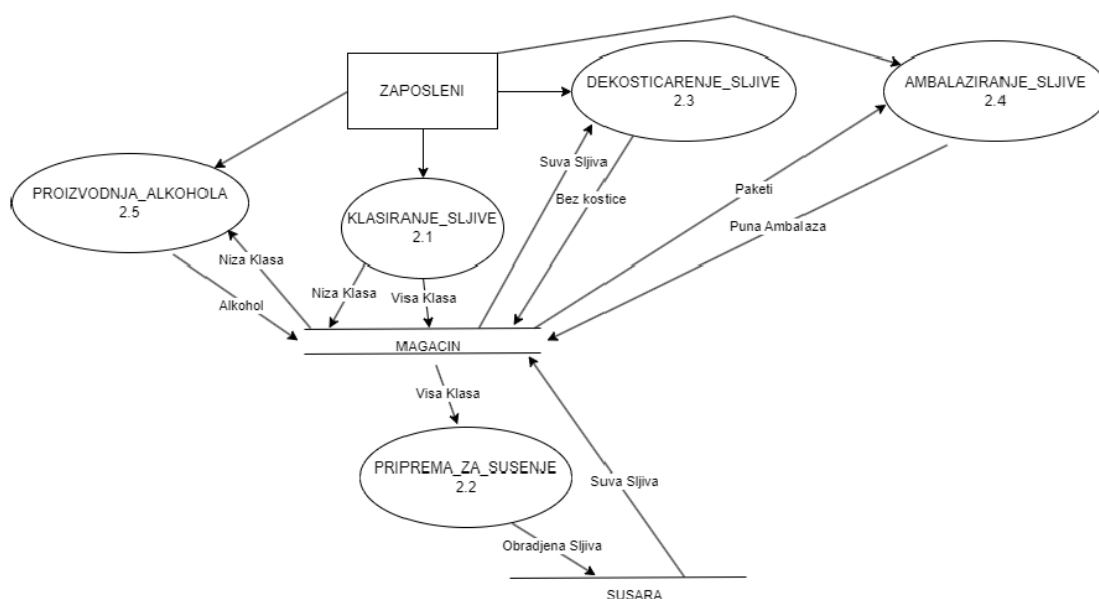 ZAPOSLENI
DEKOSTICARENJE_SLJIVE
2.3
AMBALAZIRANJE_SLJIVE
2.4
PROIZVODNJA_ALKOHOLA
2.5
KLASIRANJE_SLJIVE
2.1
Suva Sljiva
Bez kostice
Paketi
Puna Ambalaza
Niza Klasa
Alkohol
Niza Klasa
Visa Klasa
MAGACIN
Visa Klasa
PRIPREMA_ZA_SUSENJE
2.2
Suva Sljiva
Obradjena Sljiva
SUSARA